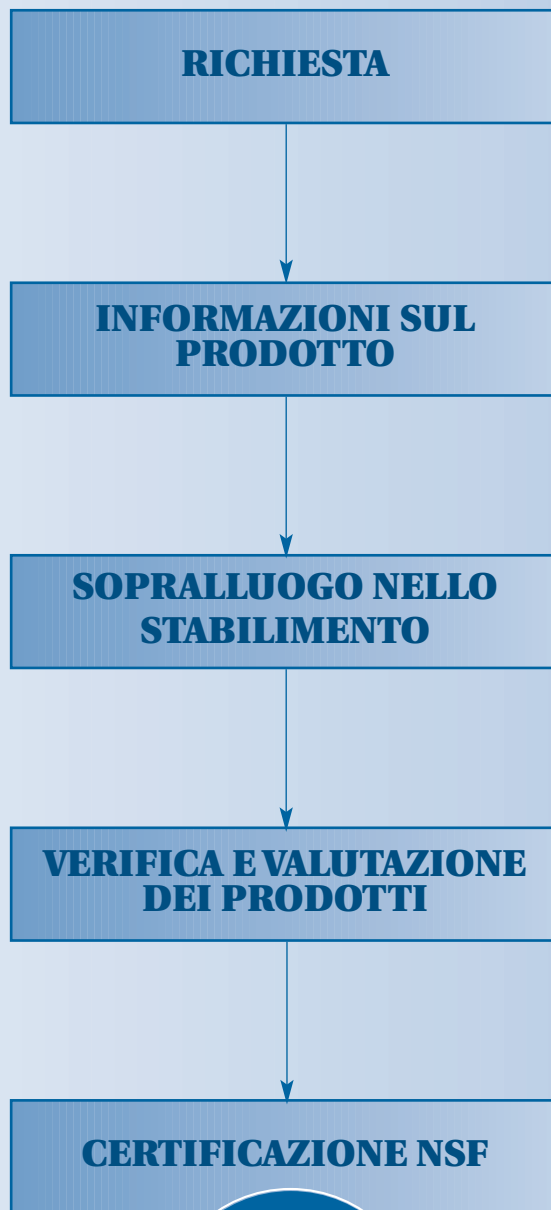 RICHIESTA
INFORMAZIONI SUL
PRODOTTO
SOPRALLUOGO NELLO
STABILIMENTO
VERIFICA E VALUTAZIONE
DEI PRODOTTI
CERTIFICAZIONE NSF